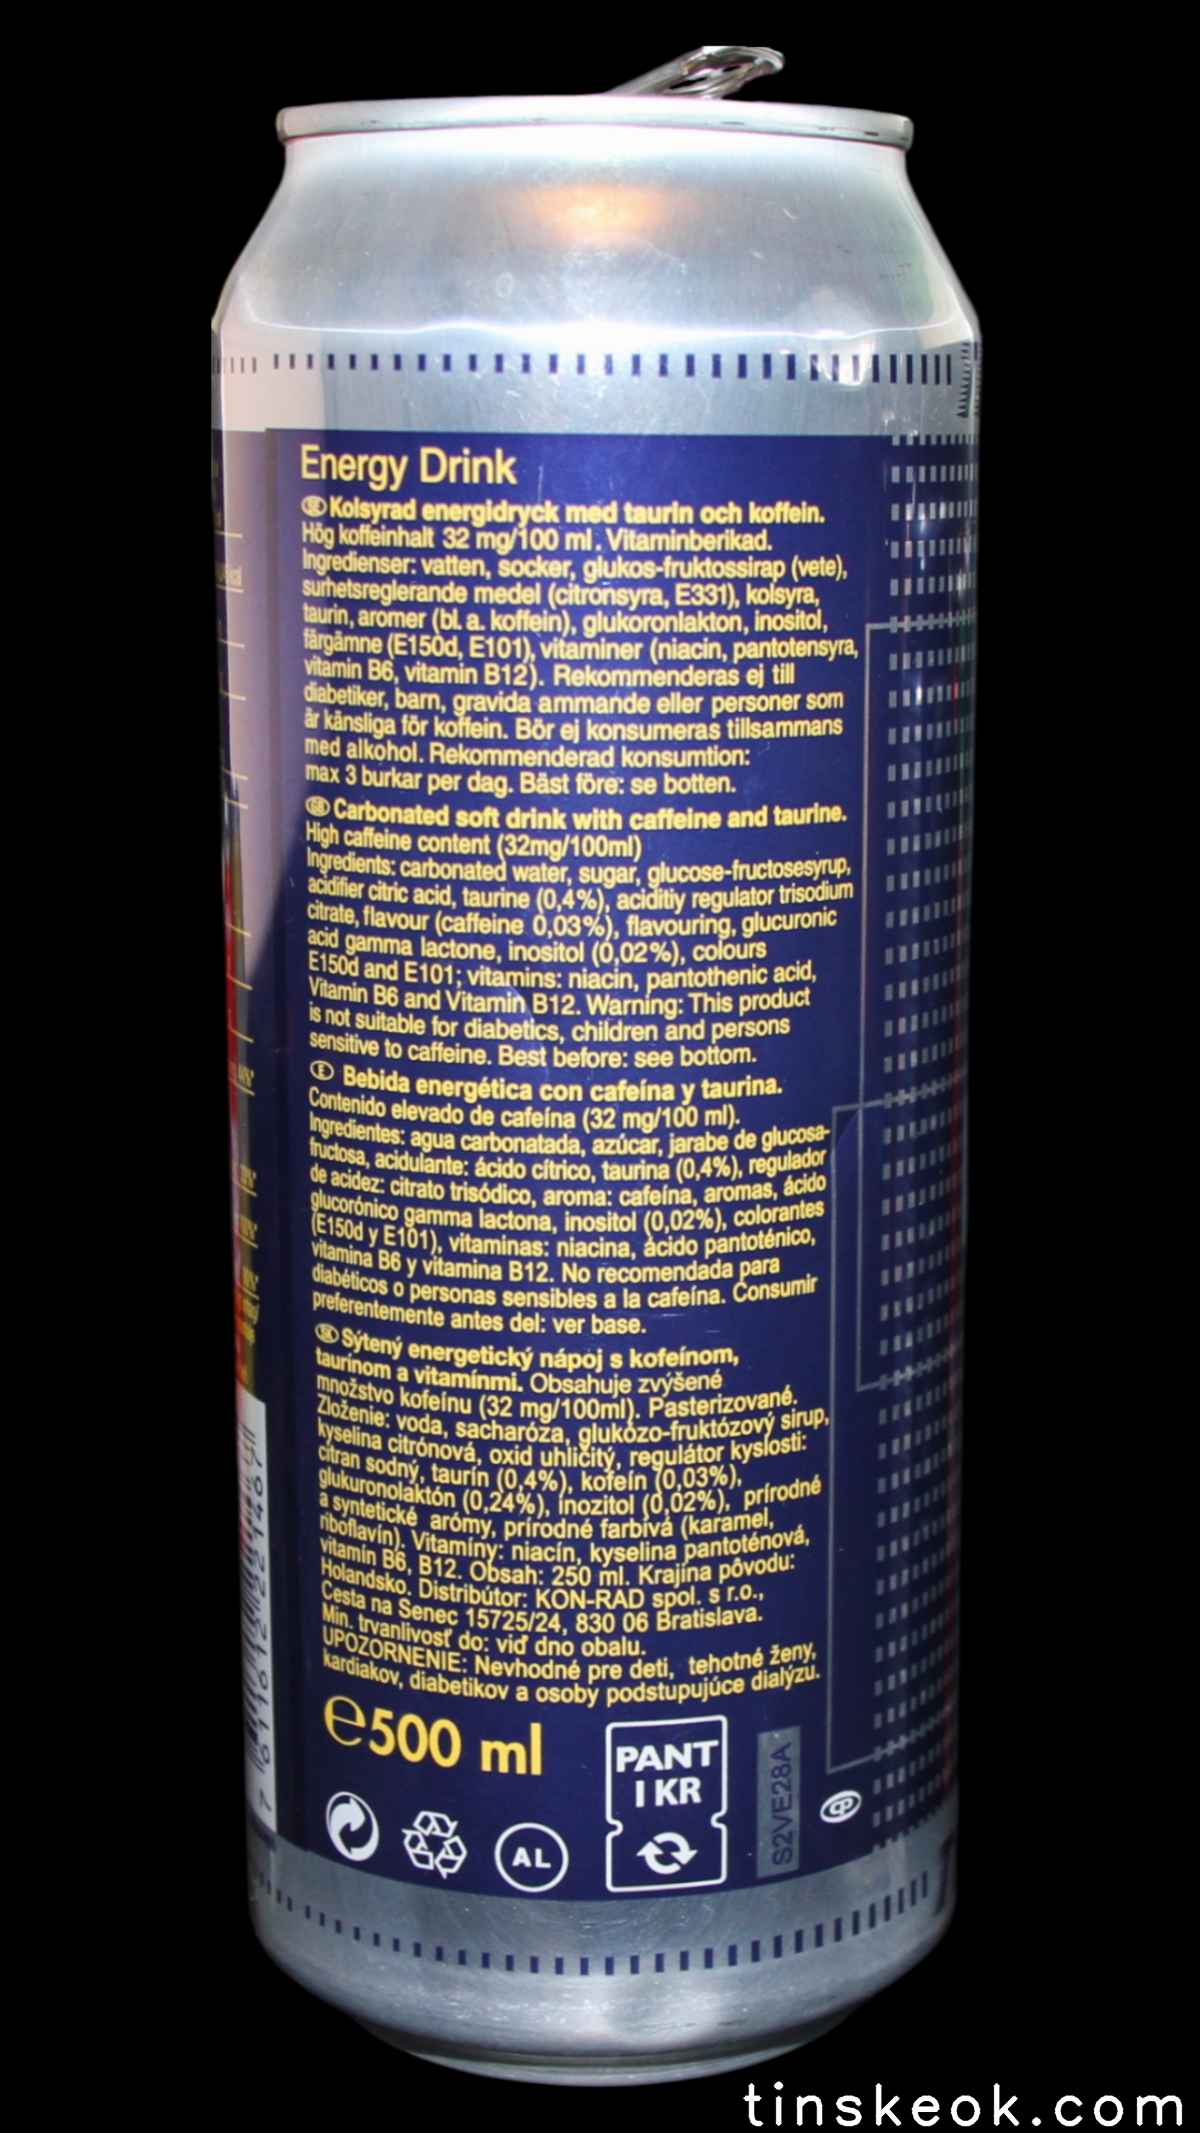 Energy Drink
SE Kolsyrad energidryck med taurin och koffein.
Hög koffeinhalt 32 mg/100 ml. Vitaminberikad.
Ingredienser: vatten, socker, glukos-fruktossirap (vete),
surhetsreglerande medel (citronsyra, E331), kolsyra,
taurin, aromer (bl. a. koffein), glukoronlakton, inositol,
färgämne (E150d, E101), vitaminer (niacin, pantotensyra,
vitamin B6, vitamin B12). Rekommenderas ej till
diabetiker, barn, gravida ammande eller personer som
är känsliga för koffein. Bör ej konsumeras tillsammans
med alkohol. Rekommenderad konsumtion:
max 3 burkar per dag. Bäst före: se botten.
GB Carbonated soft drink with caffeine and taurine.
High caffeine content (32mg/100ml)
Ingredients: carbonated water, sugar, glucose-fructosesyrup,
acidifier citric acid, taurine (0,4%), aciditiy regulator trisodium
citrate, flavour (caffeine 0,03%), flavouring, glucuronic
acid gamma lactone, inositol (0,02%), colours
E150d and E101; vitamins: niacin, pantothenic acid,
Vitamin B6 and Vitamin B12. Warning: This product
is not suitable for diabetics, children and persons
sensitive to caffeine. Best before: see bottom.
E Bebida energética con cafeína y taurina.
Contenido elevado de cafeína (32 mg/100 ml).
Ingredientes: agua carbonatada, azúcar, jarabe de glucosa-
fructosa, acidulante: ácido cítrico, taurina (0,4%), regulador
de acidez: citrato trisódico, aroma: cafeína, aromas, ácido
glucorónico gamma lactona, inositol (0,02%), colorantes
(E150d y E101), vitaminas: niacina, ácido pantoténico,
vitamina B6 y vitamina B12. No recomendada para
diabéticos o personas sensibles a la cafeína. Consumir
preferentemente antes del: ver base.
SK Sýtený energetický nápoj s kofeínom,
taurínom a vitamínmi. Obsahuje zvýšené
množstvo kofeínu (32 mg/100ml). Pasterizované.
Zloženie: voda, sacharóza, glukózo-fruktózový sirup,
kyselina citrónová, oxid uhličitý, regulátor kyslosti:
citran sodný, taurín (0,4%), kofeín (0,03%),
glukuronolaktón (0,24%), inozitol (0,02%), prírodné
a syntetické arómy, prírodné farbivá (karamel,
riboflavín). Vitamíny: niacín, kyselina pantoténová,
vitamín B6, B12. Obsah: 250 ml. Krajina pôvodu:
Holandsko. Distribútor: KON-RAD spol. s r.o.,
Cesta na Senec 15725/24, 830 06 Bratislava.
Min. trvanlivosť do: viď dno obalu.
UPOZORNENIE: Nevhodné pre deti, tehotné ženy,
kardiakov, diabetikov a osoby podstupujúce dialýzu.
e500 ml
PANT
1 KR
AL
S2VE28A
tinskeok.com